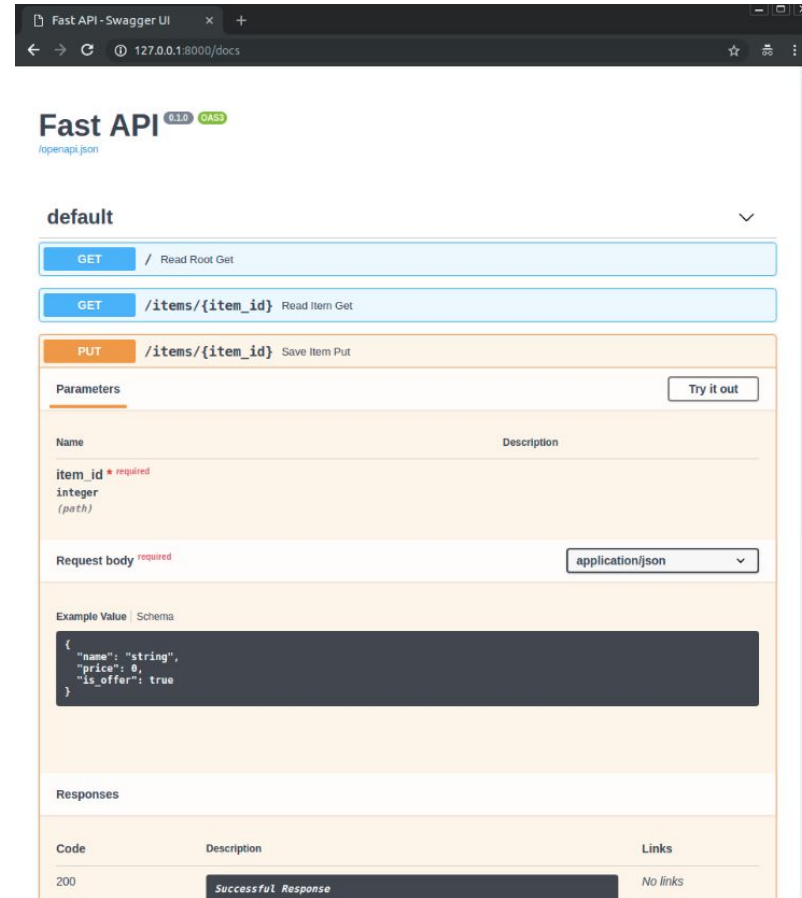 Fast API - Swagger UI × +
127.0.0.1:8000/docs
Fast API 0.1.0 OAS3
/openapi.json
default
GET / Read Root Get
GET /items/{item_id} Read Item Get
PUT /items/{item_id} Save Item Put
Parameters Try it out
Name Description
item_id * required
integer
(path)
Request body required application/json
Example Value Schema
{
"name": "string",
"price": 0,
"is_offer": true
}
Responses
Code Description Links
200 Successful Response No links